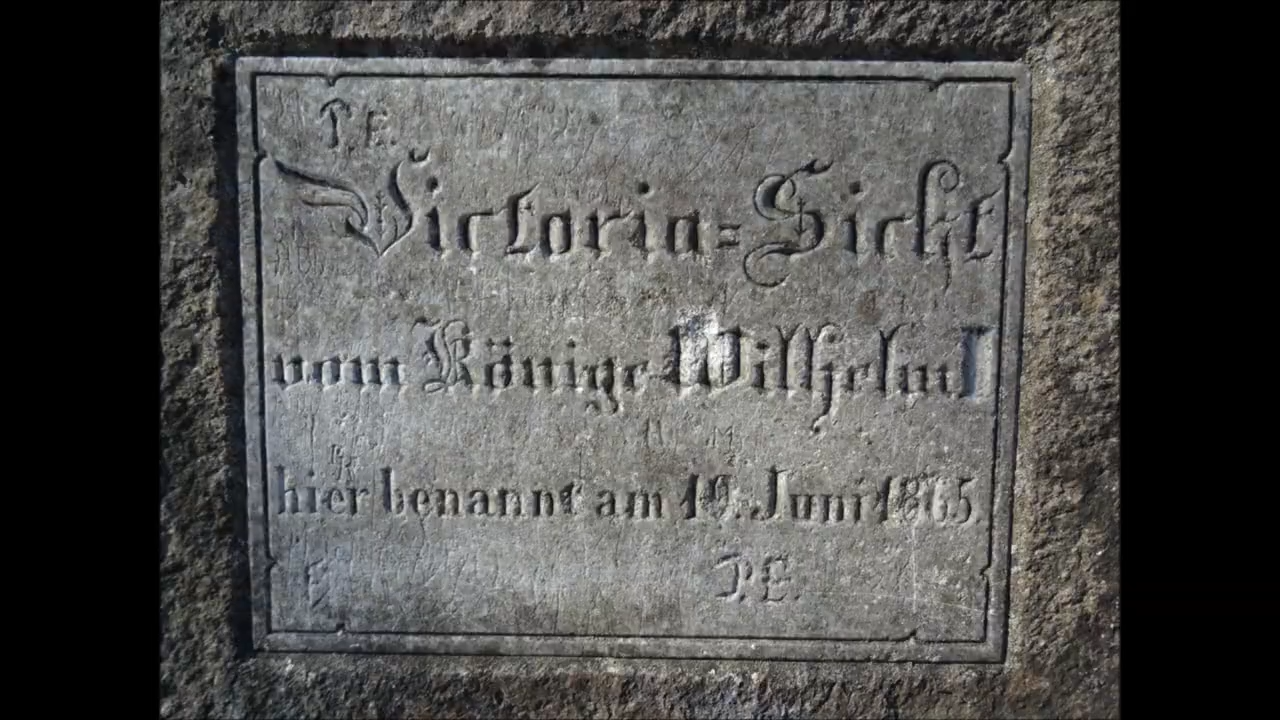 P.E.
Victoria=Sicht
vom Könige Wilhelm I
hier benannt am 10. Juni 1865.
P.E.